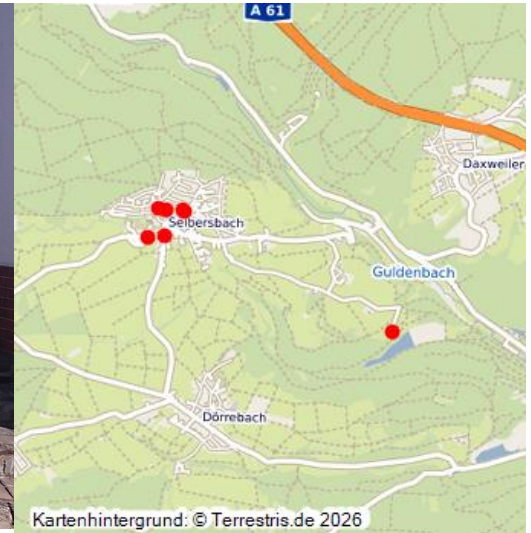 A 61
Daxweiler
Seibersbach
Guldenbach
Dörrebach
Kartenhintergrund: © Terrestris.de 2026